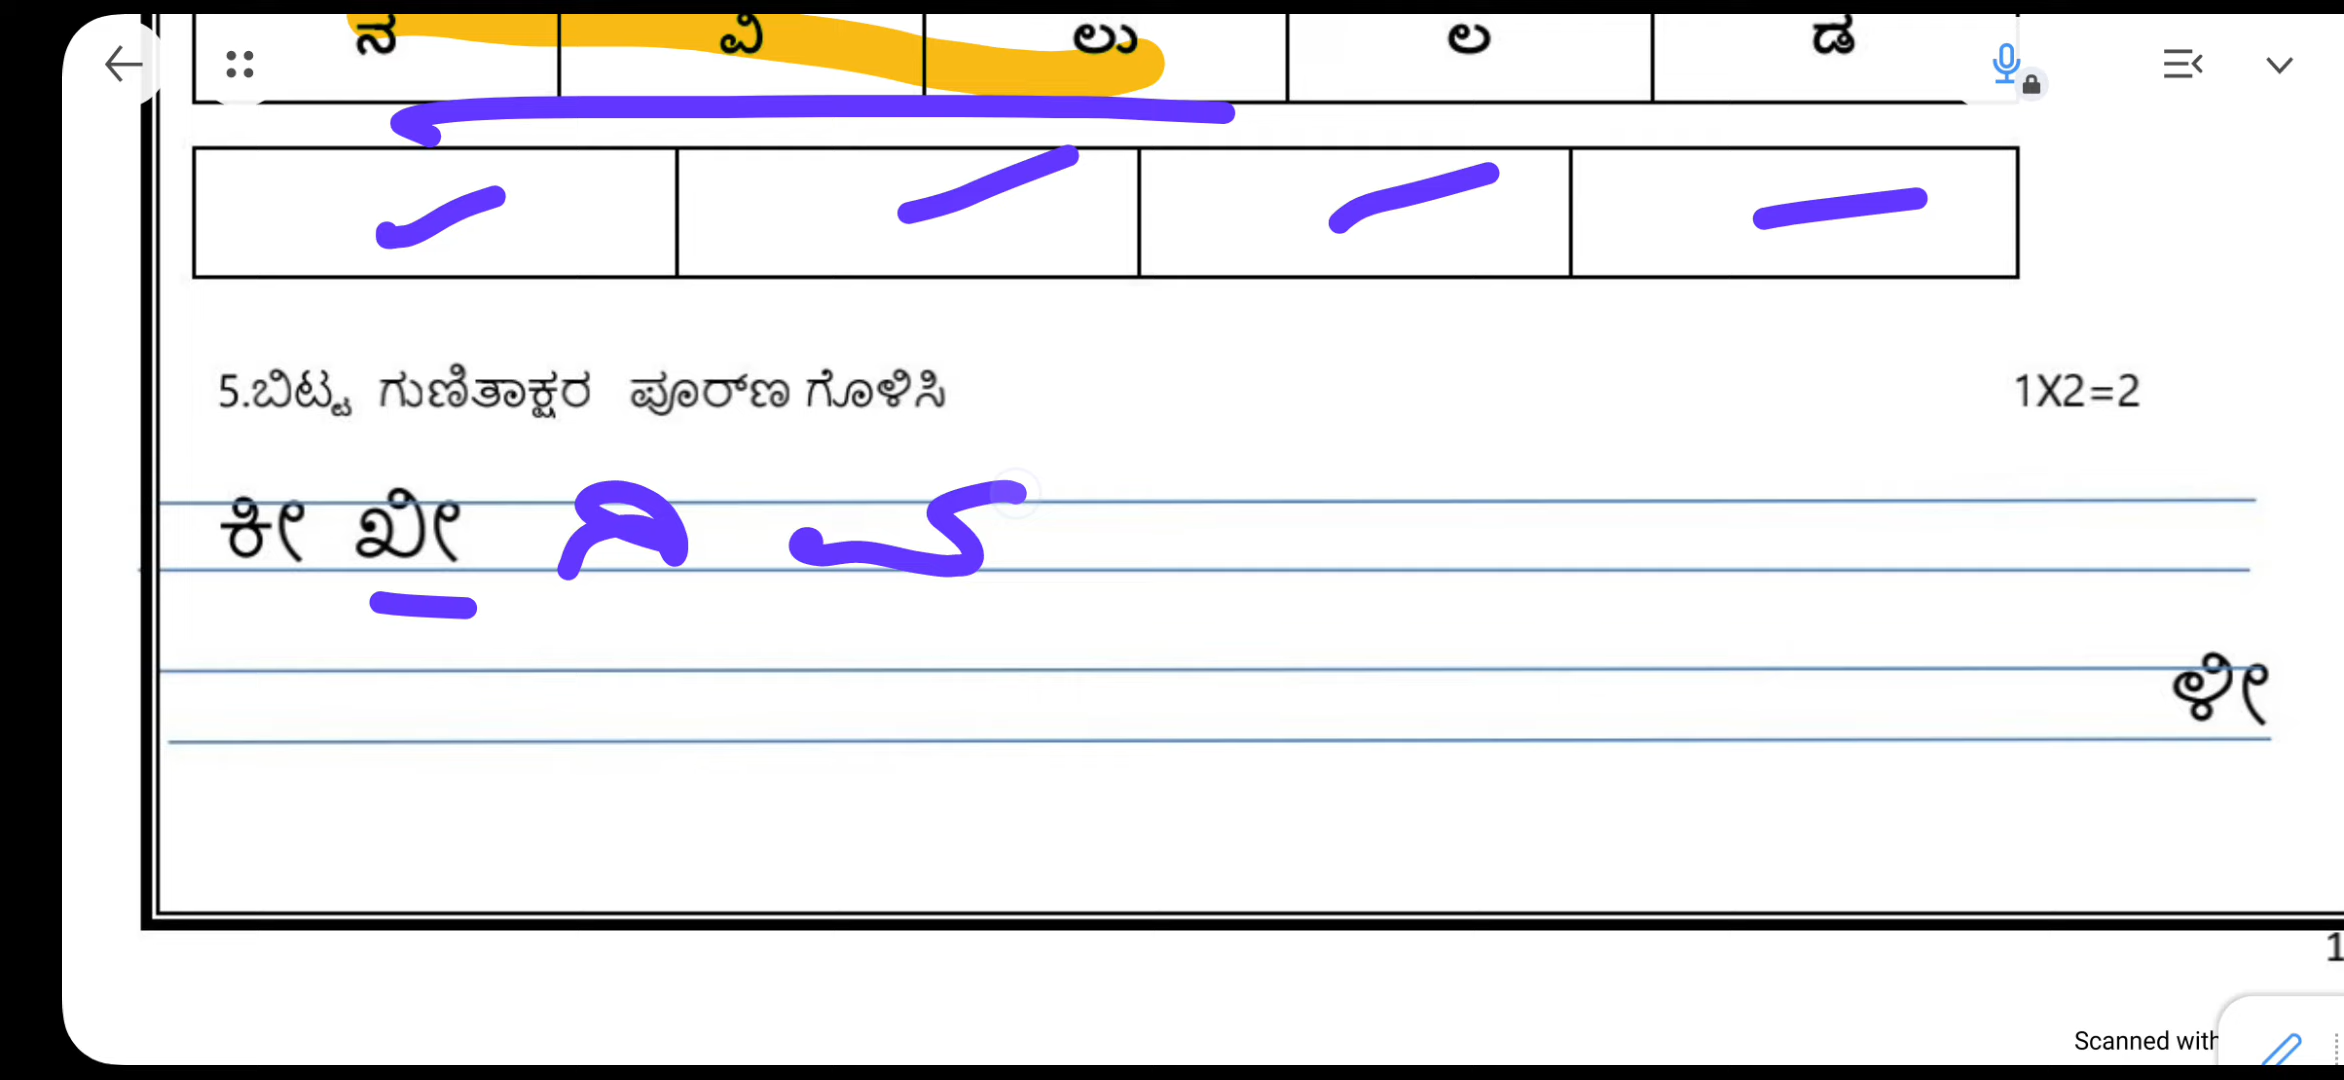 ನ ವಿ ಲು ಲ ಡ
5.ಬಿಟ್ಟ ಗುಣಿತಾಕ್ಷರ ಪೂರ್ಣ ಗೊಳಿಸಿ 1X2=2
ಕೀ ಖೀ
ಳೀ
1
Scanned with